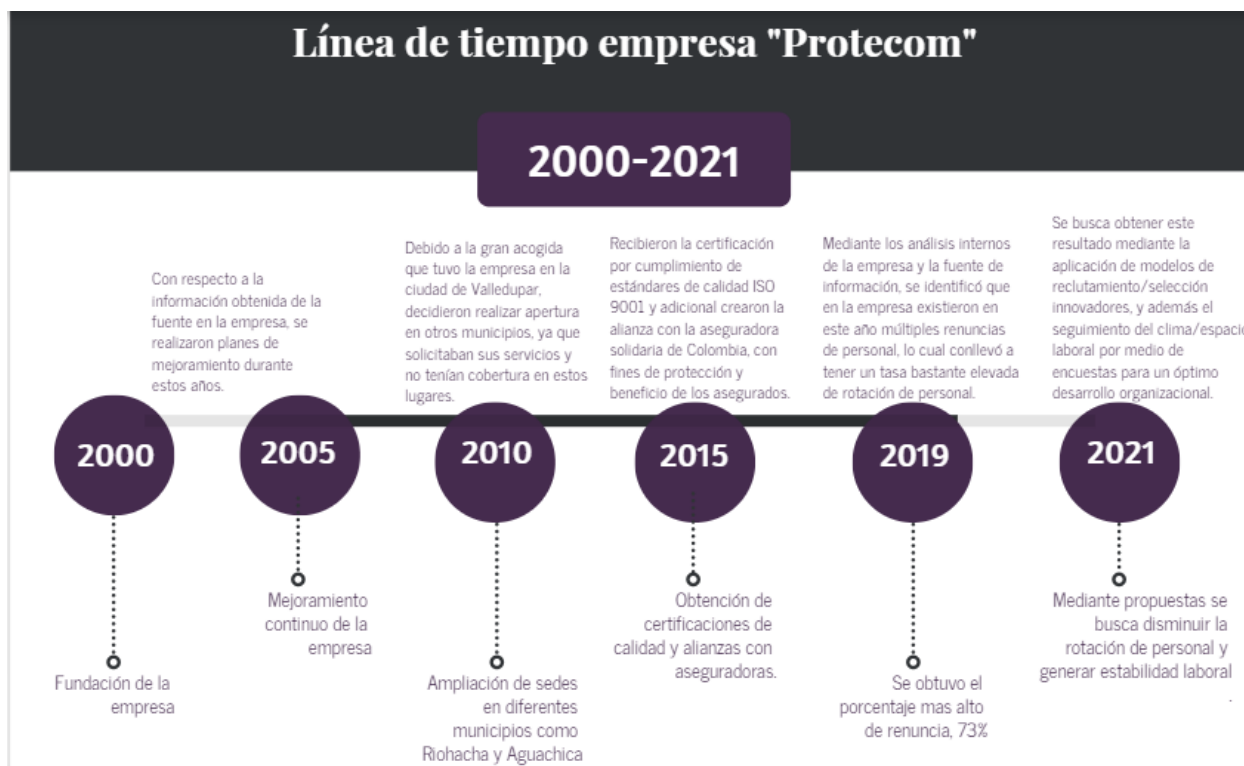 Línea de tiempo empresa "Protecom"
2000-2021
Con respecto a la
información obtenida de la
fuente en la empresa, se
realizaron planes de
mejoramiento durante
estos años.
Debido a la gran acogida
que tuvo la empresa en la
ciudad de Valledupar,
decidieron realizar apertura
en otros municipios, ya que
solicitaban sus servicios y
no tenían cobertura en estos
lugares.
Recibieron la certificación
por cumplimiento de
estándares de calidad ISO
9001 y adicional crearon la
alianza con la aseguradora
solidaria de Colombia, con
fines de protección y
beneficio de los asegurados.
Mediante los análisis internos
de la empresa y la fuente de
información, se identificó que
en la empresa existieron en
este año múltiples renuncias
de personal, lo cual conllevó a
tener un tasa bastante elevada
de rotación de personal.
Se busca obtener este
resultado mediante la
aplicación de modelos de
reclutamiento/selección
innovadores, y además el
seguimiento del clima/espacio
laboral por medio de
encuestas para un óptimo
desarrollo organizacional.
2000
2005
2010
2015
2019
2021
Fundación de la
empresa
Mejoramiento
continuo de la
empresa
Ampliación de sedes
en diferentes
municipios como
Riohacha y Aguachica
Obtención de
certificaciones de
calidad y alianzas con
aseguradoras.
Se obtuvo el
porcentaje mas alto
de renuncia, 73%
Mediante propuestas se
busca disminuir la
rotación de personal y
generar estabilidad laboral
.